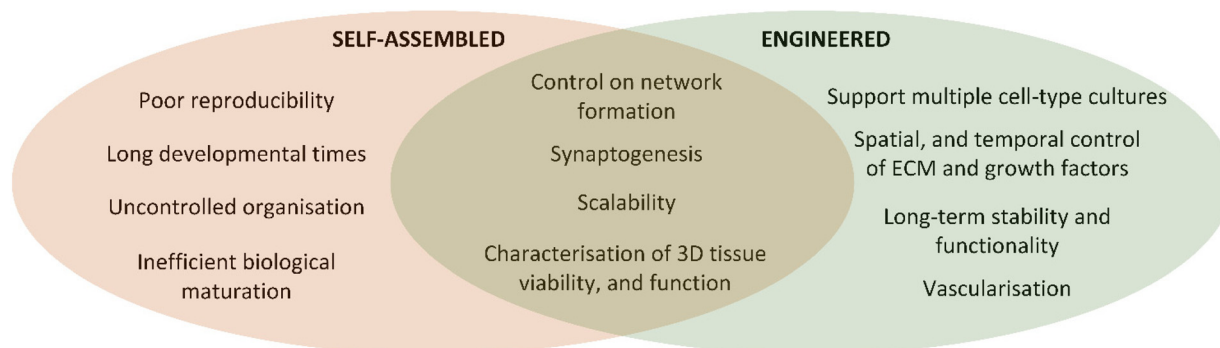 SELF-ASSEMBLED
Poor reproducibility
Long developmental times
Uncontrolled organisation
Inefficient biological
maturation
Control on network
formation
Synaptogenesis
Scalability
Characterisation of 3D tissue
viability, and function
ENGINEERED
Support multiple cell-type cultures
Spatial, and temporal control
of ECM and growth factors
Long-term stability and
functionality
Vascularisation